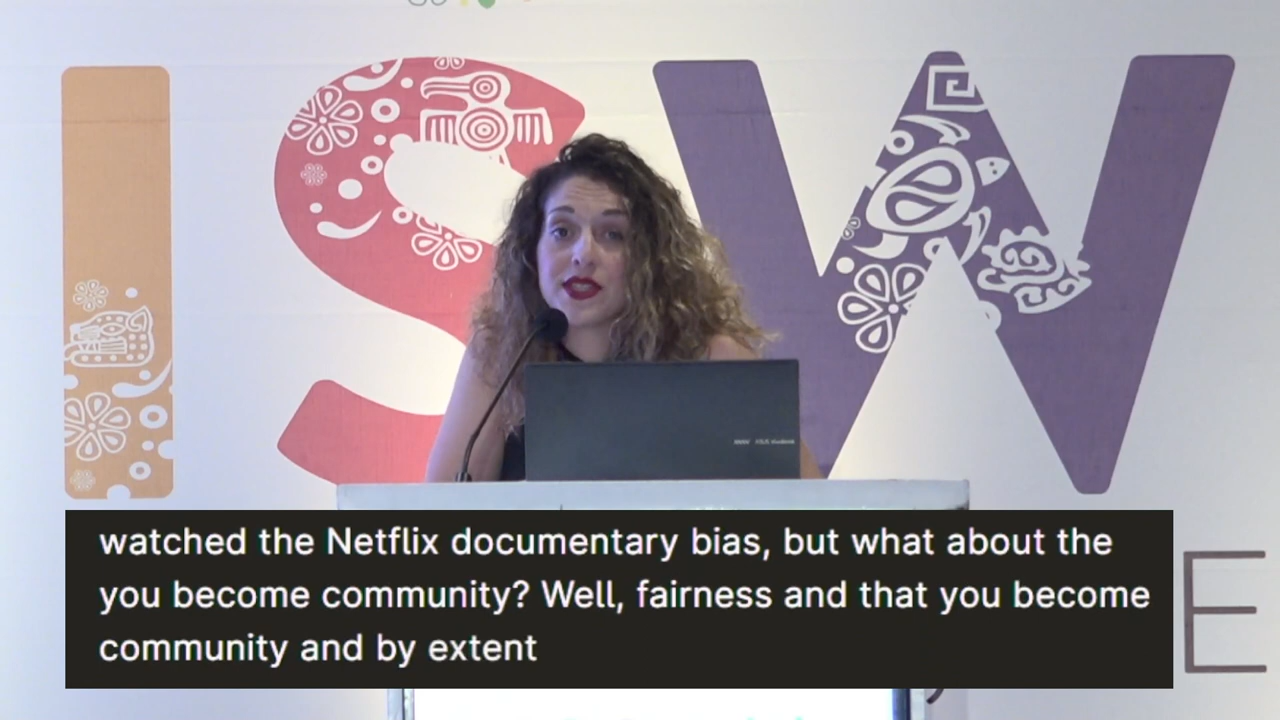 ISW
watched the Netflix documentary bias, but what about the
you become community? Well, fairness and that you become
community and by extent
E